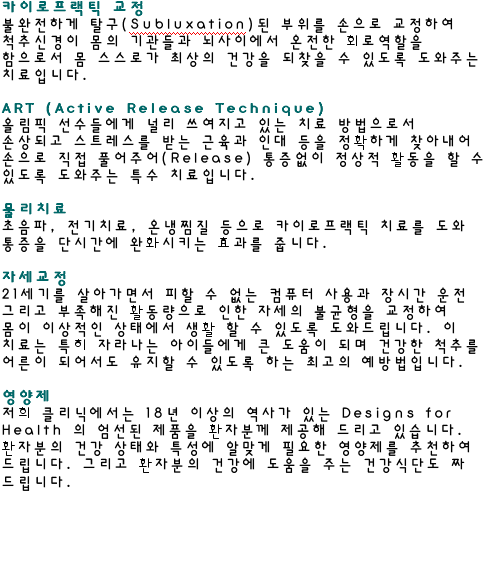 카이로프랙틱 교정
불완전하게 탈구(Subluxation)된 부위를 손으로 교정하여
척추신경이 몸의 기관들과 뇌사이에서 온전한 회로역할을
함으로서 몸 스스로가 최상의 건강을 되찾을 수 있도록 도와주는
치료입니다.
ART (Active Release Technique)
올림픽 선수들에게 널리 쓰여지고 있는 치료 방법으로서
손상되고 스트레스를 받는 근육과 인대 등을 정확하게 찾아내어
손으로 직접 풀어주어(Release) 통증없이 정상적 활동을 할 수
있도록 도와주는 특수 치료입니다.
물리치료
초음파, 전기치료, 온냉찜질 등으로 카이로프랙틱 치료를 도와
통증을 단시간에 완화시키는 효과를 줍니다.
자세교정
21세기를 살아가면서 피할 수 없는 컴퓨터 사용과 장시간 운전
그리고 부족해진 활동량으로 인한 자세의 불균형을 교정하여
몸이 이상적인 상태에서 생활 할 수 있도록 도와드립니다. 이
치료는 특히 자라나는 아이들에게 큰 도움이 되며 건강한 척추를
어른이 되어서도 유지할 수 있도록 하는 최고의 예방법입니다.
영양제
저희 클리닉에서는 18년 이상의 역사가 있는 Designs for
Health 의 엄선된 제품을 환자분께 제공해 드리고 있습니다.
환자분의 건강 상태와 특성에 알맞게 필요한 영양제를 추천하여
드립니다. 그리고 환자분의 건강에 도움을 주는 건강식단도 짜
드립니다.